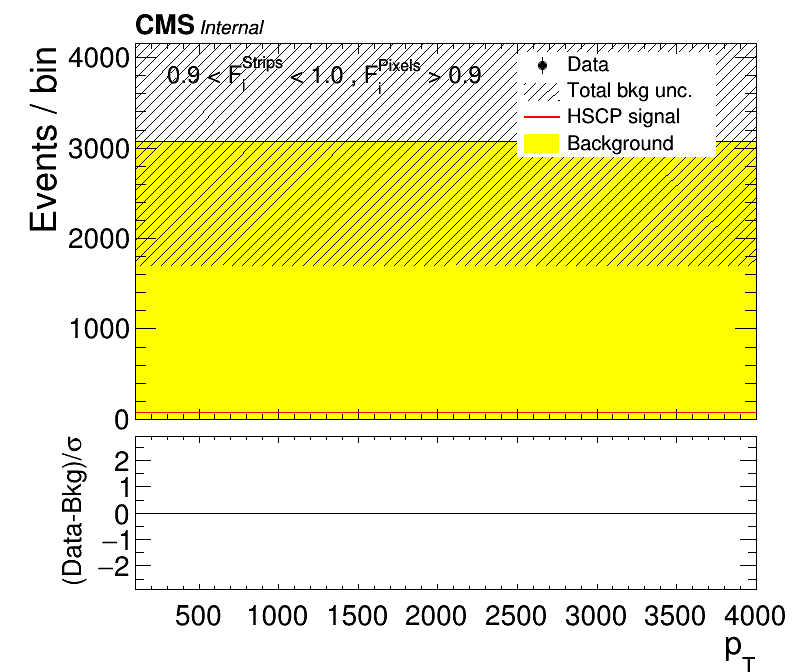 CMS Internal
Events / bin
4000
3000
2000
1000
0
0.9 < F_i^Strips < 1.0 , F_i^Pixels > 0.9
Data
Total bkg unc.
HSCP signal
Background
(Data-Bkg)/σ
2
1
0
−1
−2
500 1000 1500 2000 2500 3000 3500 4000
p_T